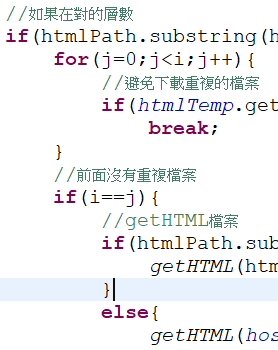 //如果在對的層數
if(htmlPath.substring(h
for(j=0;j<i;j++){
//避免下載重複的檔案
if(htmlTemp.get
break;
}
//前面沒有重複檔案
if(i==j){
//getHTML檔案
if(htmlPath.sub
getHTML(htm
}
else{
getHTML(hos